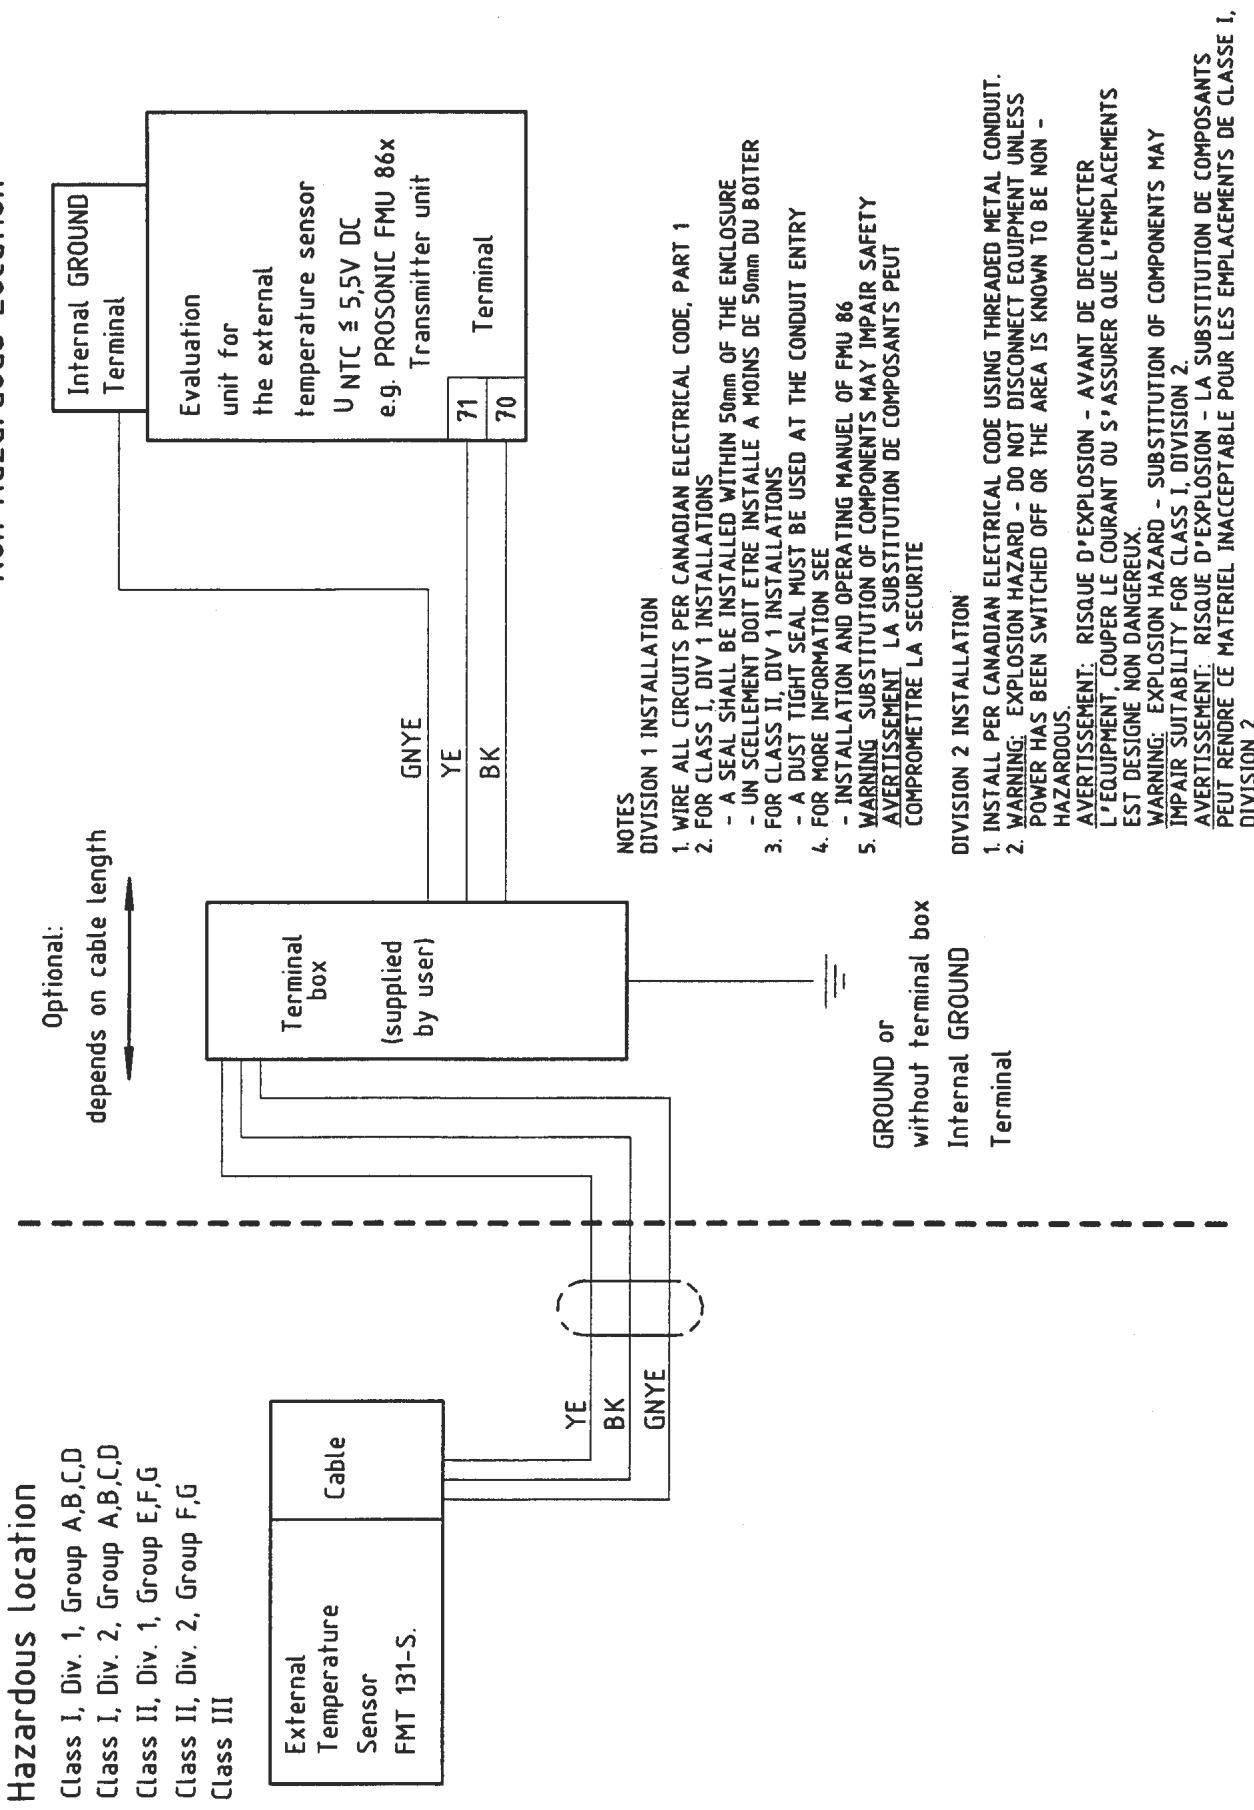 Hazardous location
Class I, Div. 1, Group A,B,C,D
Class I, Div. 2, Group A,B,C,D
Class II, Div. 1, Group E,F,G
Class II, Div. 2, Group F,G
Class III
External
Temperature
Sensor
FMT 131-S.
Cable
YE
BK
GNYE
Optional:
depends on cable length
Terminal
box
(supplied
by user)
GROUND or
without terminal box
Internal GROUND
Terminal
GNYE
YE
BK
Internal GROUND
Terminal
Evaluation
unit for
the external
temperature sensor
U NTC ≤ 5,5V DC
e.g. PROSONIC FMU 86x
Transmitter unit
71
70
Terminal
NOTES
DIVISION 1 INSTALLATION
1. WIRE ALL CIRCUITS PER CANADIAN ELECTRICAL CODE, PART 1
2. FOR CLASS I, DIV 1 INSTALLATIONS
- A SEAL SHALL BE INSTALLED WITHIN 50mm OF THE ENCLOSURE
- UN SCELLEMENT DOIT ETRE INSTALLE A MOINS DE 50mm DU BOITER
3. FOR CLASS II, DIV 1 INSTALLATIONS
- A DUST TIGHT SEAL MUST BE USED AT THE CONDUIT ENTRY
4. FOR MORE INFORMATION SEE
- INSTALLATION AND OPERATING MANUEL OF FMU 86
5. WARNING SUBSTITUTION OF COMPONENTS MAY IMPAIR SAFETY
AVERTISSEMENT LA SUBSTITUTION DE COMPOSANTS PEUT
COMPROMETTRE LA SECURITE
DIVISION 2 INSTALLATION
1. INSTALL PER CANADIAN ELECTRICAL CODE USING THREADED METAL CONDUIT.
2. WARNING: EXPLOSION HAZARD - DO NOT DISCONNECT EQUIPMENT UNLESS
POWER HAS BEEN SWITCHED OFF OR THE AREA IS KNOWN TO BE NON -
HAZARDOUS.
AVERTISSEMENT: RISQUE D'EXPLOSION - AVANT DE DECONNECTER
L'EQUIPMENT, COUPER LE COURANT OU S'ASSURER QUE L'EMPLACEMENTS
EST DESIGNE NON DANGEREUX.
WARNING: EXPLOSION HAZARD - SUBSTITUTION OF COMPONENTS MAY
IMPAIR SUITABILITY FOR CLASS I, DIVISION 2.
AVERTISSEMENT: RISQUE D'EXPLOSION - LA SUBSTITUTION DE COMPOSANTS
PEUT RENDRE CE MATERIEL INACCEPTABLE POUR LES EMPLACEMENTS DE CLASSE I,
DIVISION 2